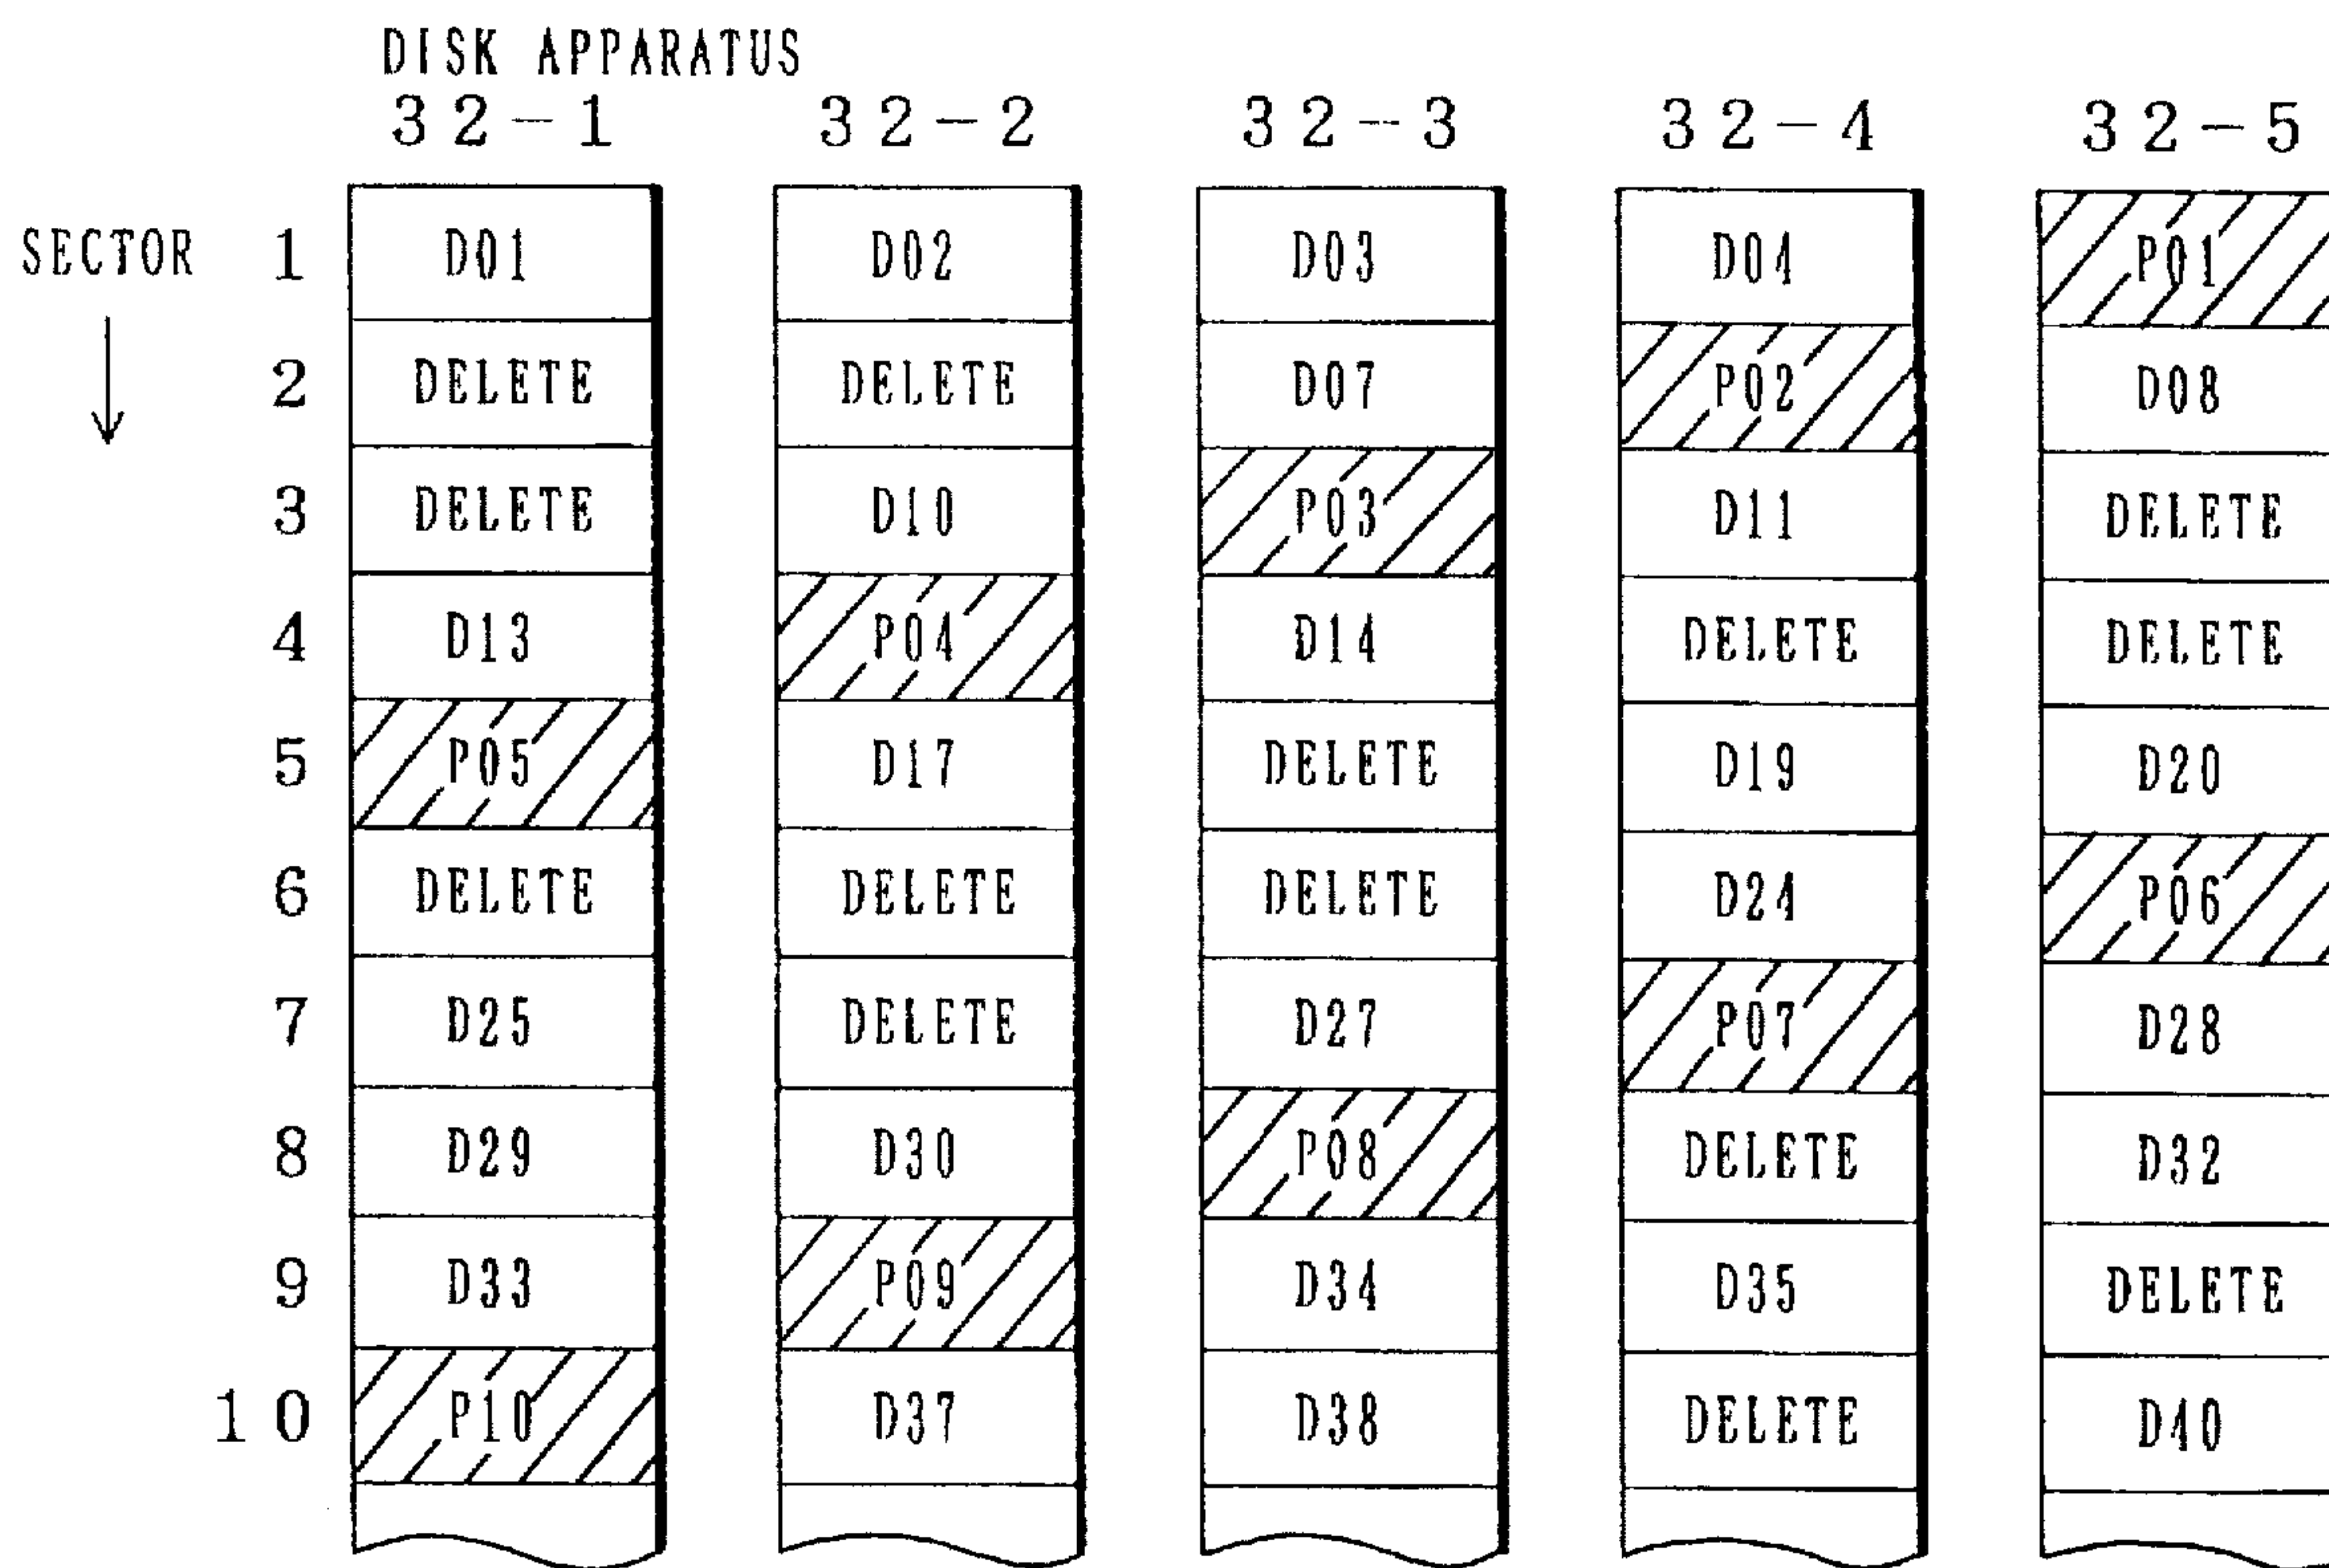 DISK APPARATUS
32-1 32-2 32-3 32-4 32-5
SECTOR 1 D01 D02 D03 D04 P01
2 DELETE DELETE D07 P02 D08
3 DELETE D10 P03 D11 DELETE
4 D13 P04 D14 DELETE DELETE
5 P05 D17 DELETE D19 D20
6 DELETE DELETE DELETE D24 P06
7 D25 DELETE D27 P07 D28
8 D29 D30 P08 DELETE D32
9 D33 P09 D34 D35 DELETE
10 P10 D37 D38 DELETE D40